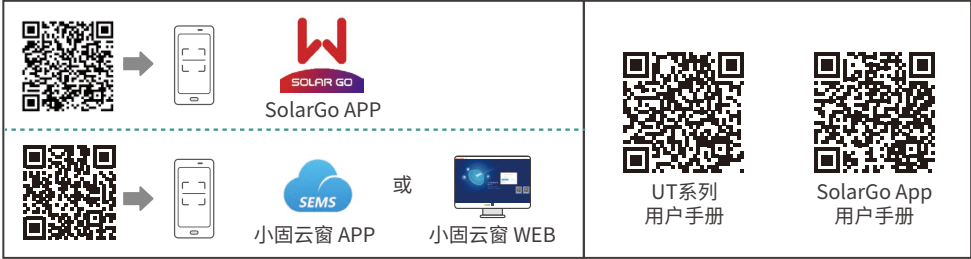 SOLAR GO
SolarGo APP
SEMS
或
小固云窗 APP
小固云窗 WEB
UT系列
用户手册
SolarGo App
用户手册